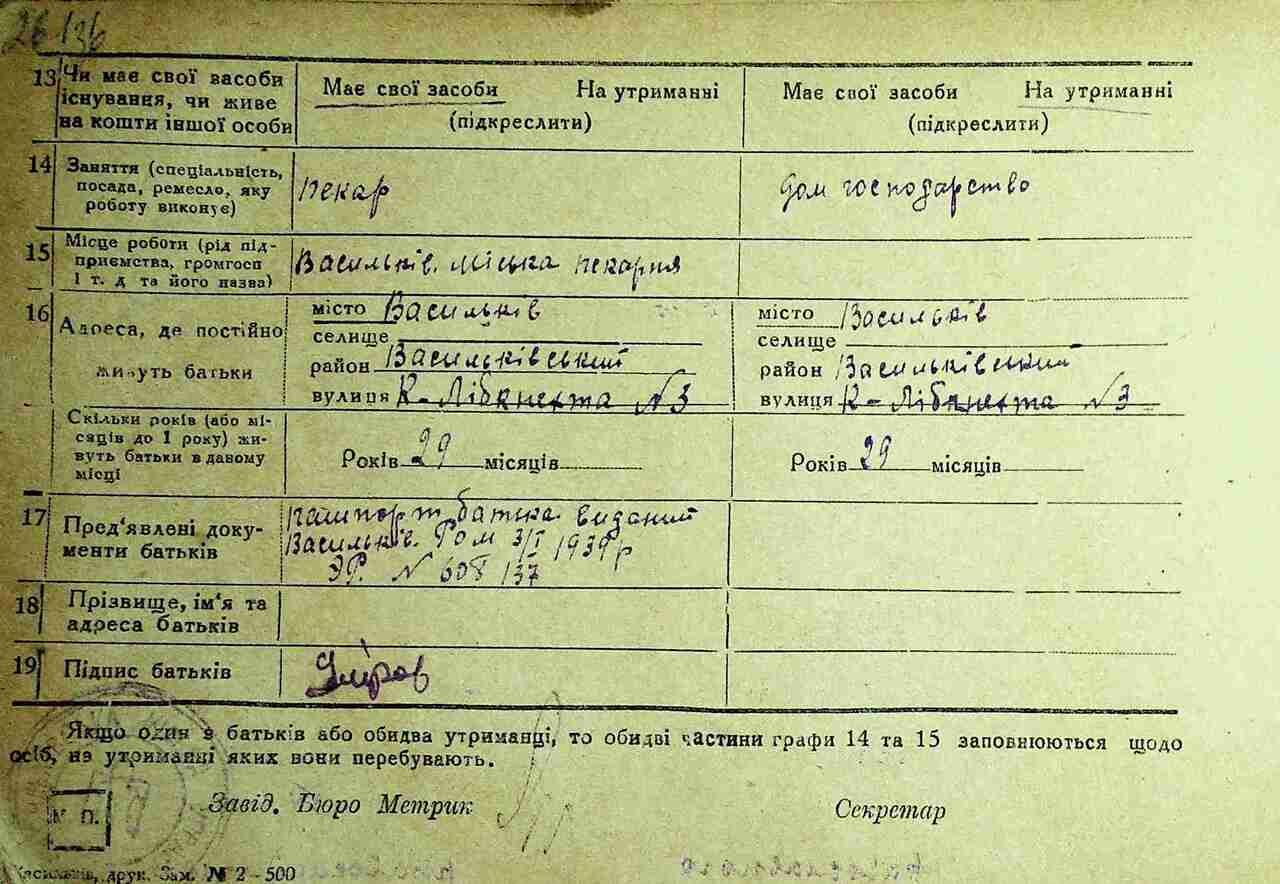 26/36
13 Чи має свої засоби існування, чи живе на кошти іншої особи
Має свої засоби На утриманні
(підкреслити)
Має свої засоби На утриманні
(підкреслити)
14 Заняття (спеціальність, посада, ремесло, яку роботу виконує)
пекар
дом господарство
15 Місце роботи (рід підприємства, громгосп і т. д та його назва)
Васильків. міська пекарня
16 Адреса, де постійно живуть батьки
місто Васильків
селище
район Васильківський
вулиця К-Лібкнехта №3
місто Васильків
селище
район Васильківський
вулиця К-Лібкнехта №3
Скільки років (або місяців до 1 року) живуть батьки в даному місці
Років 29 місяців
Років 29 місяців
17 Пред'явлені документи батьків
пашпорт батька виданий
Васильків. Ром 3/I 1939 р
№ 608137
18 Прізвище, ім'я та адреса батьків
19 Підпис батьків
Якщо один з батьків або обидва утриманці, то обидві частини графи 14 та 15 заповнюються щодо
осіб, на утриманні яких вони перебувають.
Завід. Бюро Метрик
Секретар
М П.
Васильків, друк. Зам. № 2 - 500